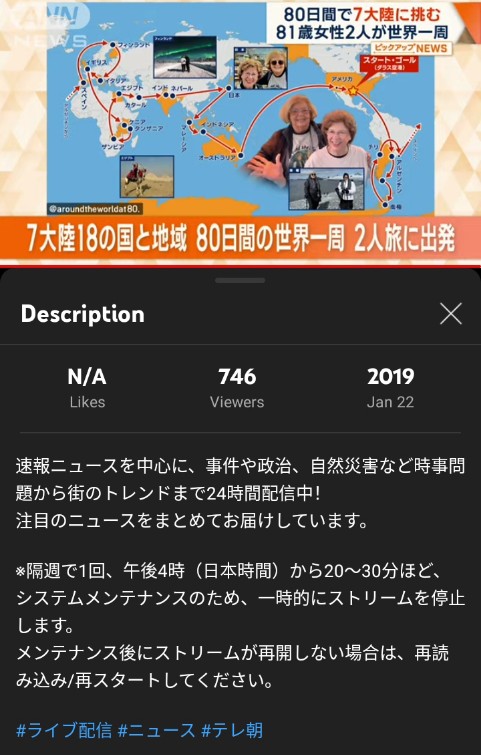 ANN
NEWS
80日間で7大陸に挑む
81歳女性2人が世界一周
ピックアップNEWS
スタート・ゴール
(ダラス空港)
フィンランド
フィンランド
イギリス
イタリア
スペイン
エジプト
カタール
インド
ネパール
日本
アメリカ
ケニア
タンザニア
ザンビア
マレーシア
インドネシア
オーストラリア
チリ
アルゼンチン
南極
エジプト
南極
@aroundtheworldat80.
7大陸18の国と地域 80日間の世界一周 2人旅に出発
Description
N/A
746
2019
Likes
Viewers
Jan 22
速報ニュースを中心に、事件や政治、自然災害など時事問
題から街のトレンドまで24時間配信中！
注目のニュースをまとめてお届けしています。
※隔週で1回、午後4時（日本時間）から20〜30分ほど、
システムメンテナンスのため、一時的にストリームを停止
します。
メンテナンス後にストリームが再開しない場合は、再読
み込み/再スタートしてください。
#ライブ配信 #ニュース #テレ朝